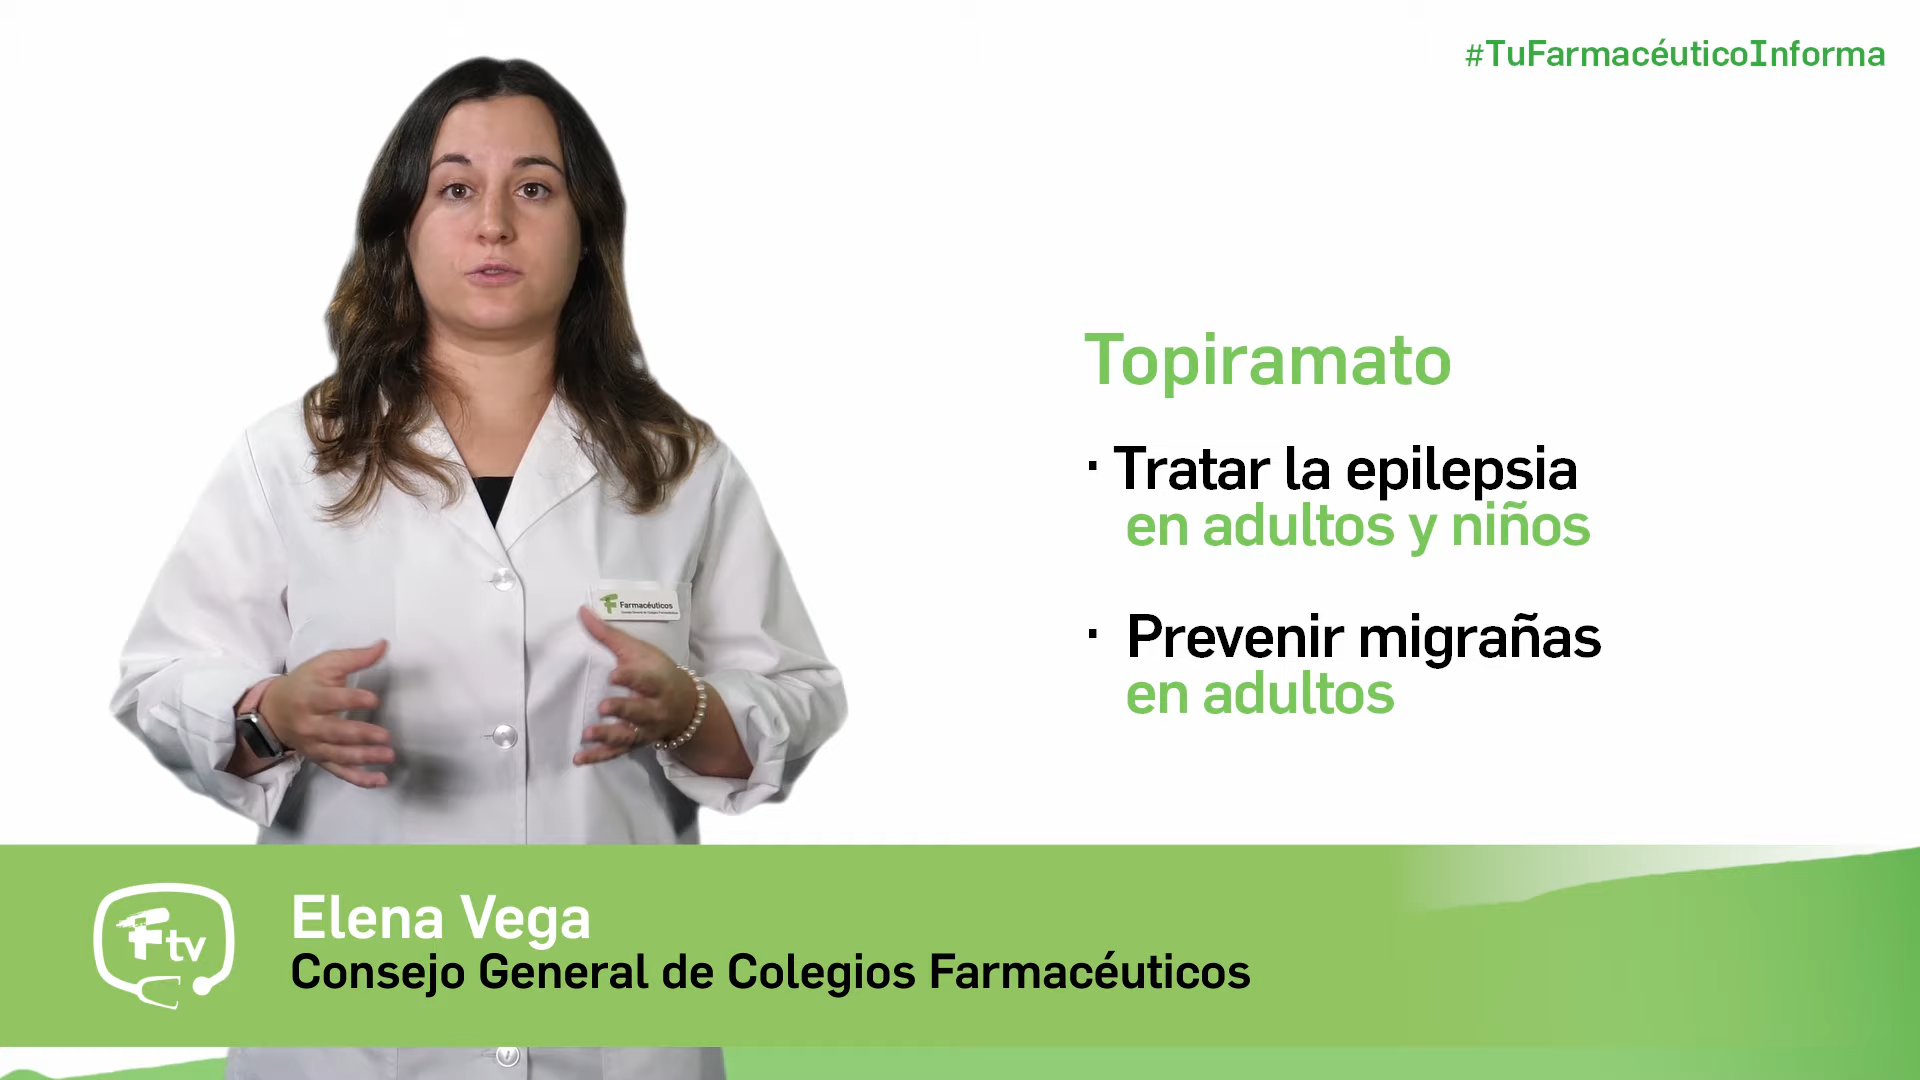 #TuFarmacéuticoInforma
Topiramato
· Tratar la epilepsia
en adultos y niños
· Prevenir migrañas
en adultos
Farmacéuticos
Ftv
Elena Vega
Consejo General de Colegios Farmacéuticos